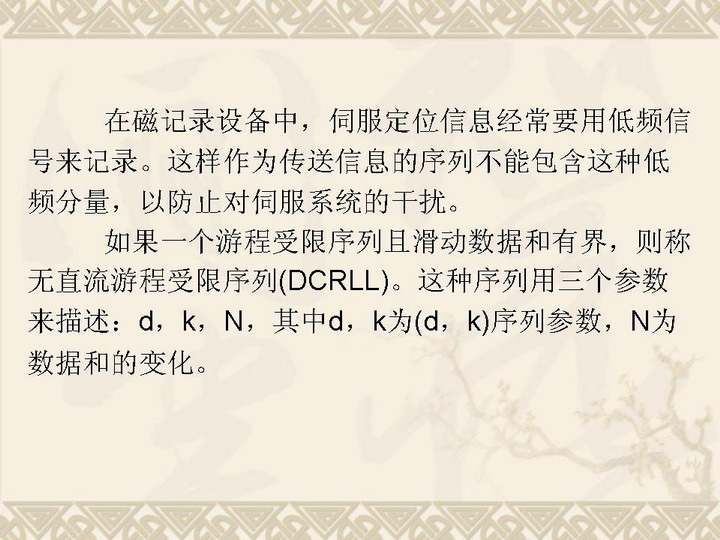 在磁记录设备中，伺服定位信息经常要用低频信
号来记录。这样作为传送信息的序列不能包含这种低
频分量，以防止对伺服系统的干扰。
如果一个游程受限序列且滑动数据和有界，则称
无直流游程受限序列(DCRLL)。这种序列用三个参数
来描述：d，k，N，其中d，k为(d，k)序列参数，N为
数据和的变化。